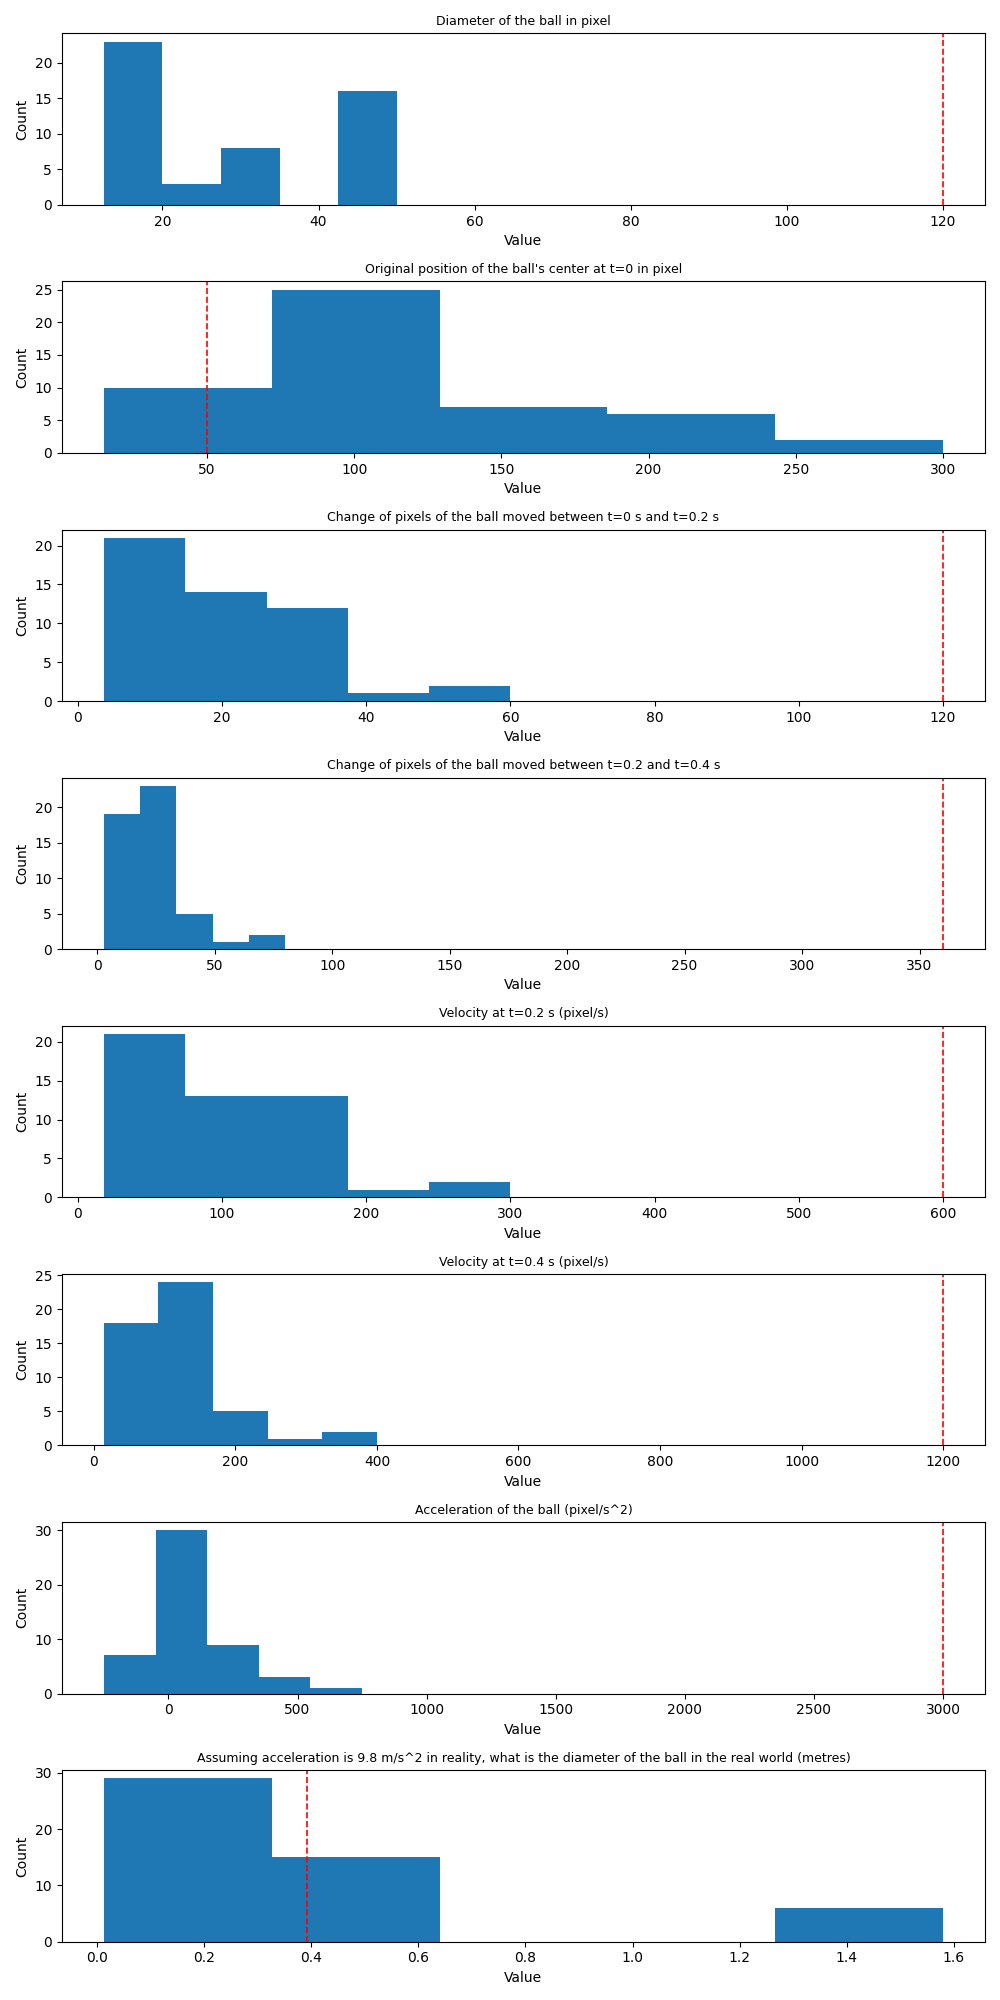 Diameter of the ball in pixel
Count
20
15
10
5
0
20 40 60 80 100 120
Value
Original position of the ball's center at t=0 in pixel
Count
25
20
15
10
5
0
50 100 150 200 250 300
Value
Change of pixels of the ball moved between t=0 s and t=0.2 s
Count
20
15
10
5
0
0 20 40 60 80 100 120
Value
Change of pixels of the ball moved between t=0.2 and t=0.4 s
Count
20
15
10
5
0
0 50 100 150 200 250 300 350
Value
Velocity at t=0.2 s (pixel/s)
Count
20
15
10
5
0
0 100 200 300 400 500 600
Value
Velocity at t=0.4 s (pixel/s)
Count
25
20
15
10
5
0
0 200 400 600 800 1000 1200
Value
Acceleration of the ball (pixel/s^2)
Count
30
20
10
0
0 500 1000 1500 2000 2500 3000
Value
Assuming acceleration is 9.8 m/s^2 in reality, what is the diameter of the ball in the real world (metres)
Count
30
20
10
0
0.0 0.2 0.4 0.6 0.8 1.0 1.2 1.4 1.6
Value